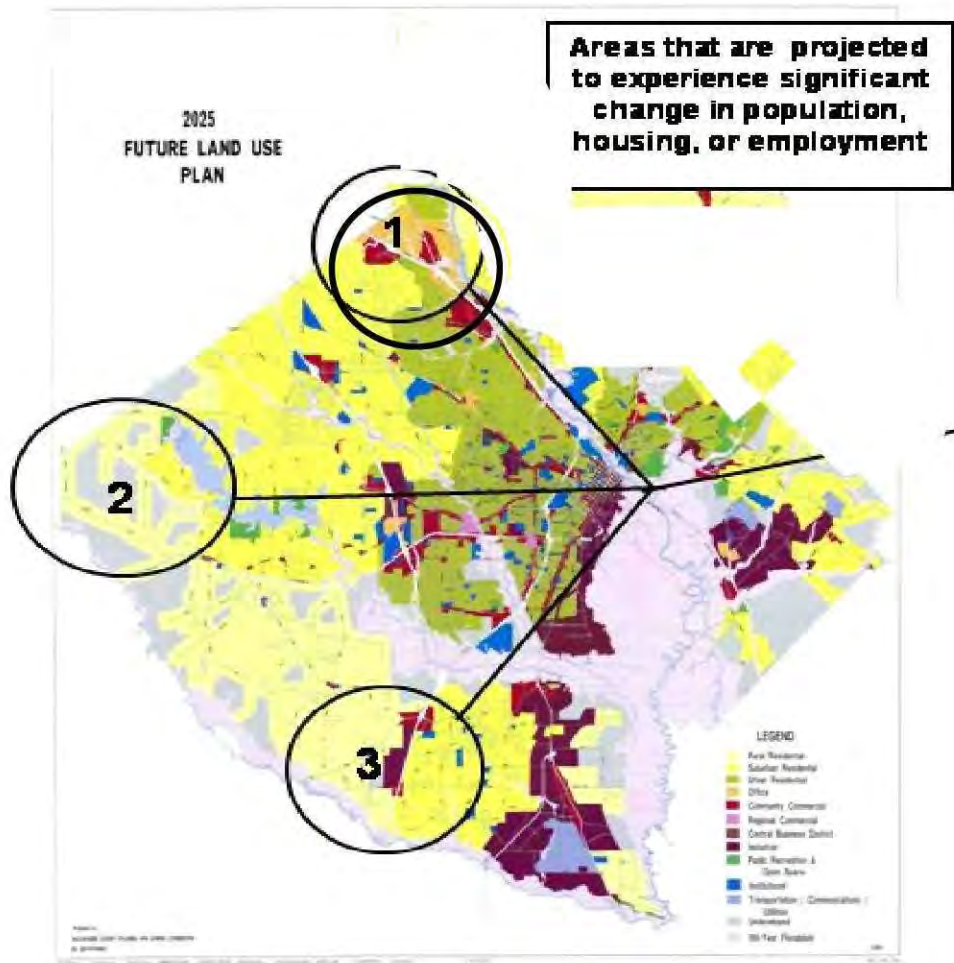 Areas that are projected
to experience significant
change in population,
housing, or employment
2025
FUTURE LAND USE
PLAN
1
2
3
LEGEND
Rural Residential
Suburban Residential
Urban Residential
Office
Community Commercial
Regional Commercial
Central Business District
Industrial
Public Recreation &
Open Space
Institutional
Transportation / Communications /
Utilities
Undeveloped
100-Year Floodplain